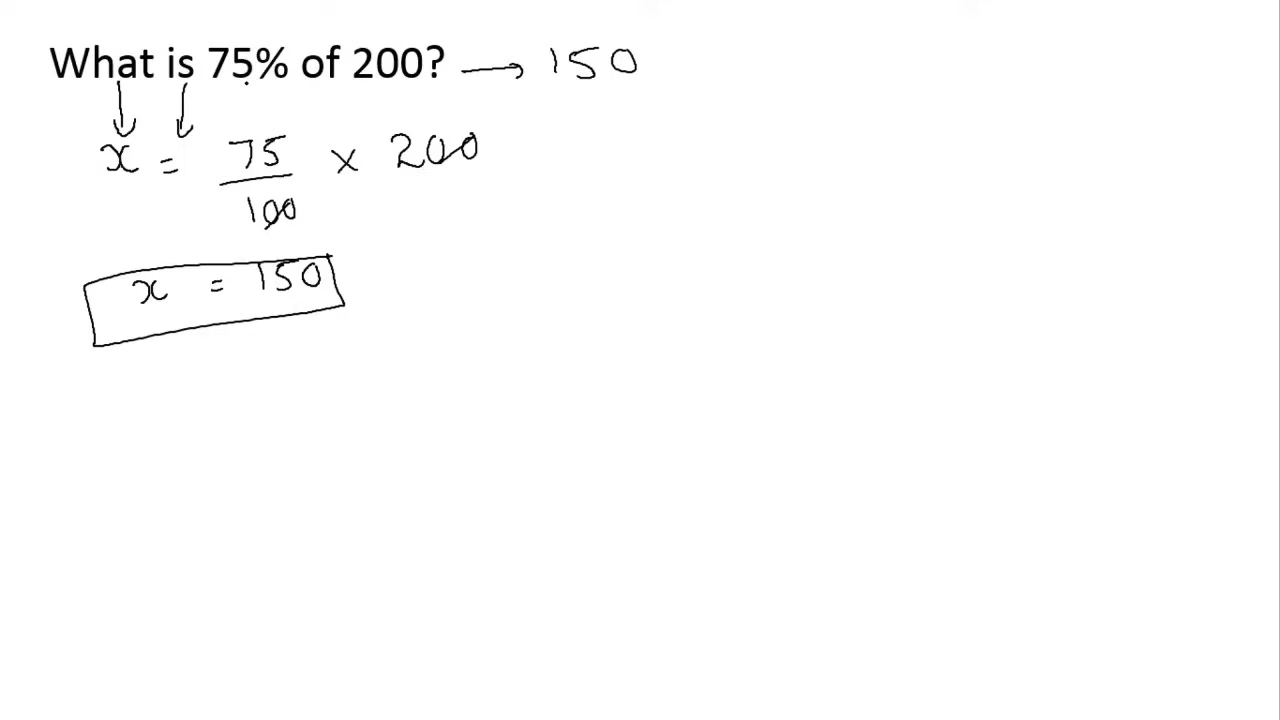 What is 75% of 200? → 150
x = 75/100 × 200
x = 150